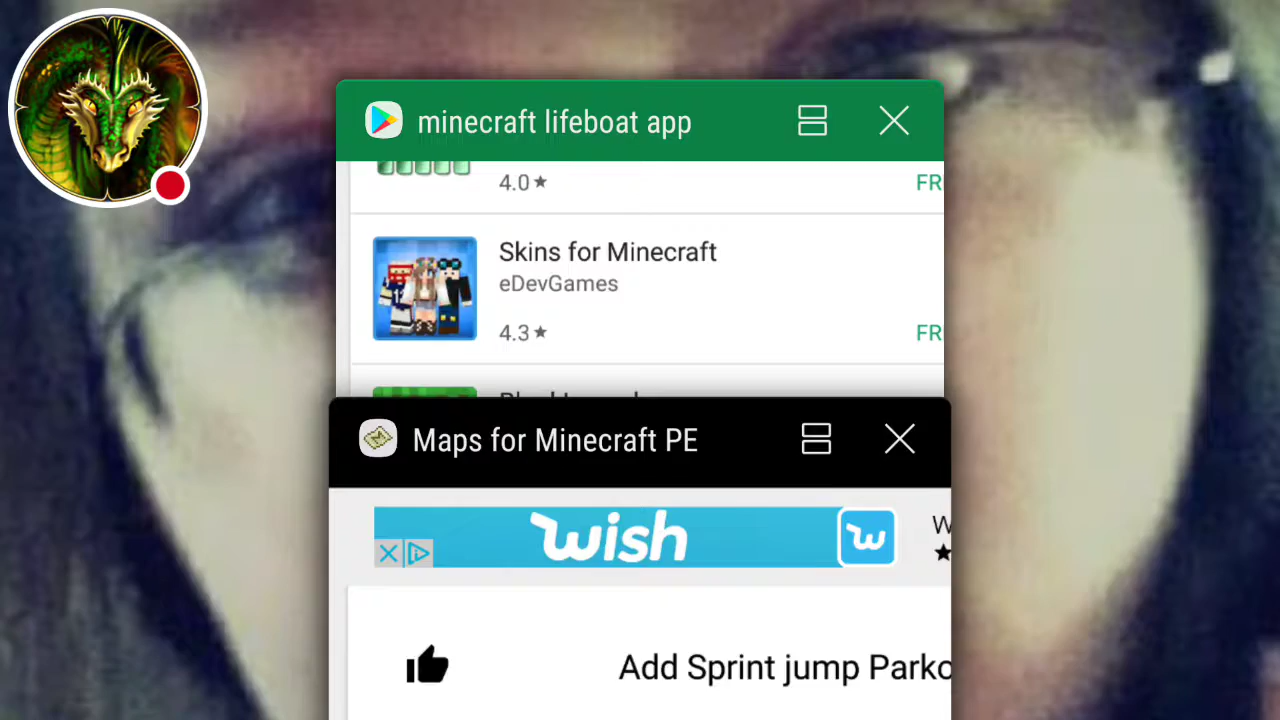 minecraft lifeboat app
4.0★
FR
Skins for Minecraft
eDevGames
4.3★
FR
Maps for Minecraft PE
wish
w
W
★
Add Sprint jump Parko